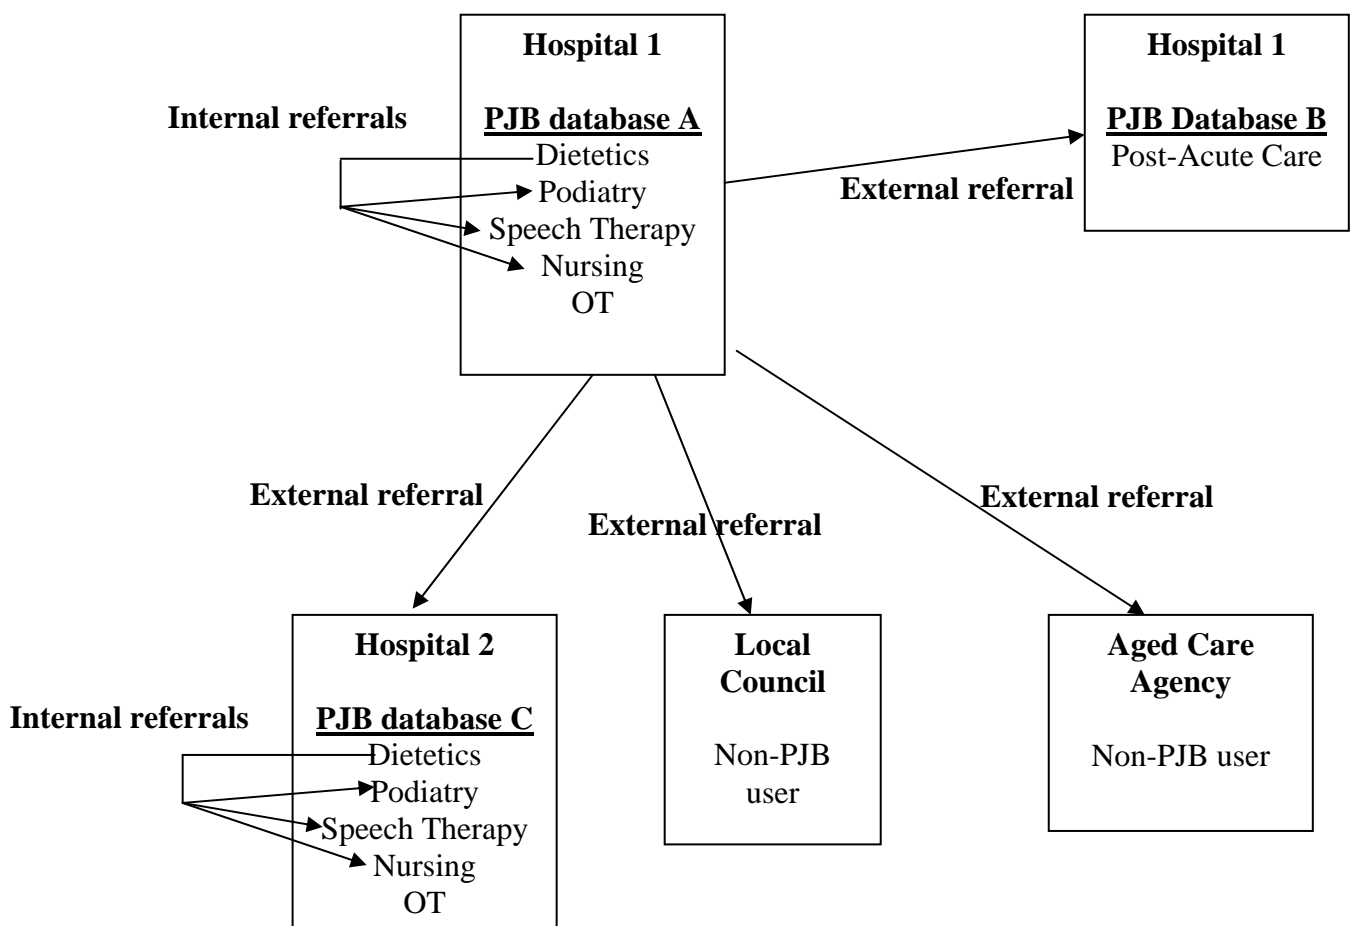 Hospital 1
PJB database A
Internal referrals
Dietetics
Podiatry
Speech Therapy
Nursing
OT
Hospital 1
PJB Database B
Post-Acute Care
External referral
External referral
External referral
External referral
Hospital 2
PJB database C
Internal referrals
Dietetics
Podiatry
Speech Therapy
Nursing
OT
Local
Council
Non-PJB
user
Aged Care
Agency
Non-PJB user